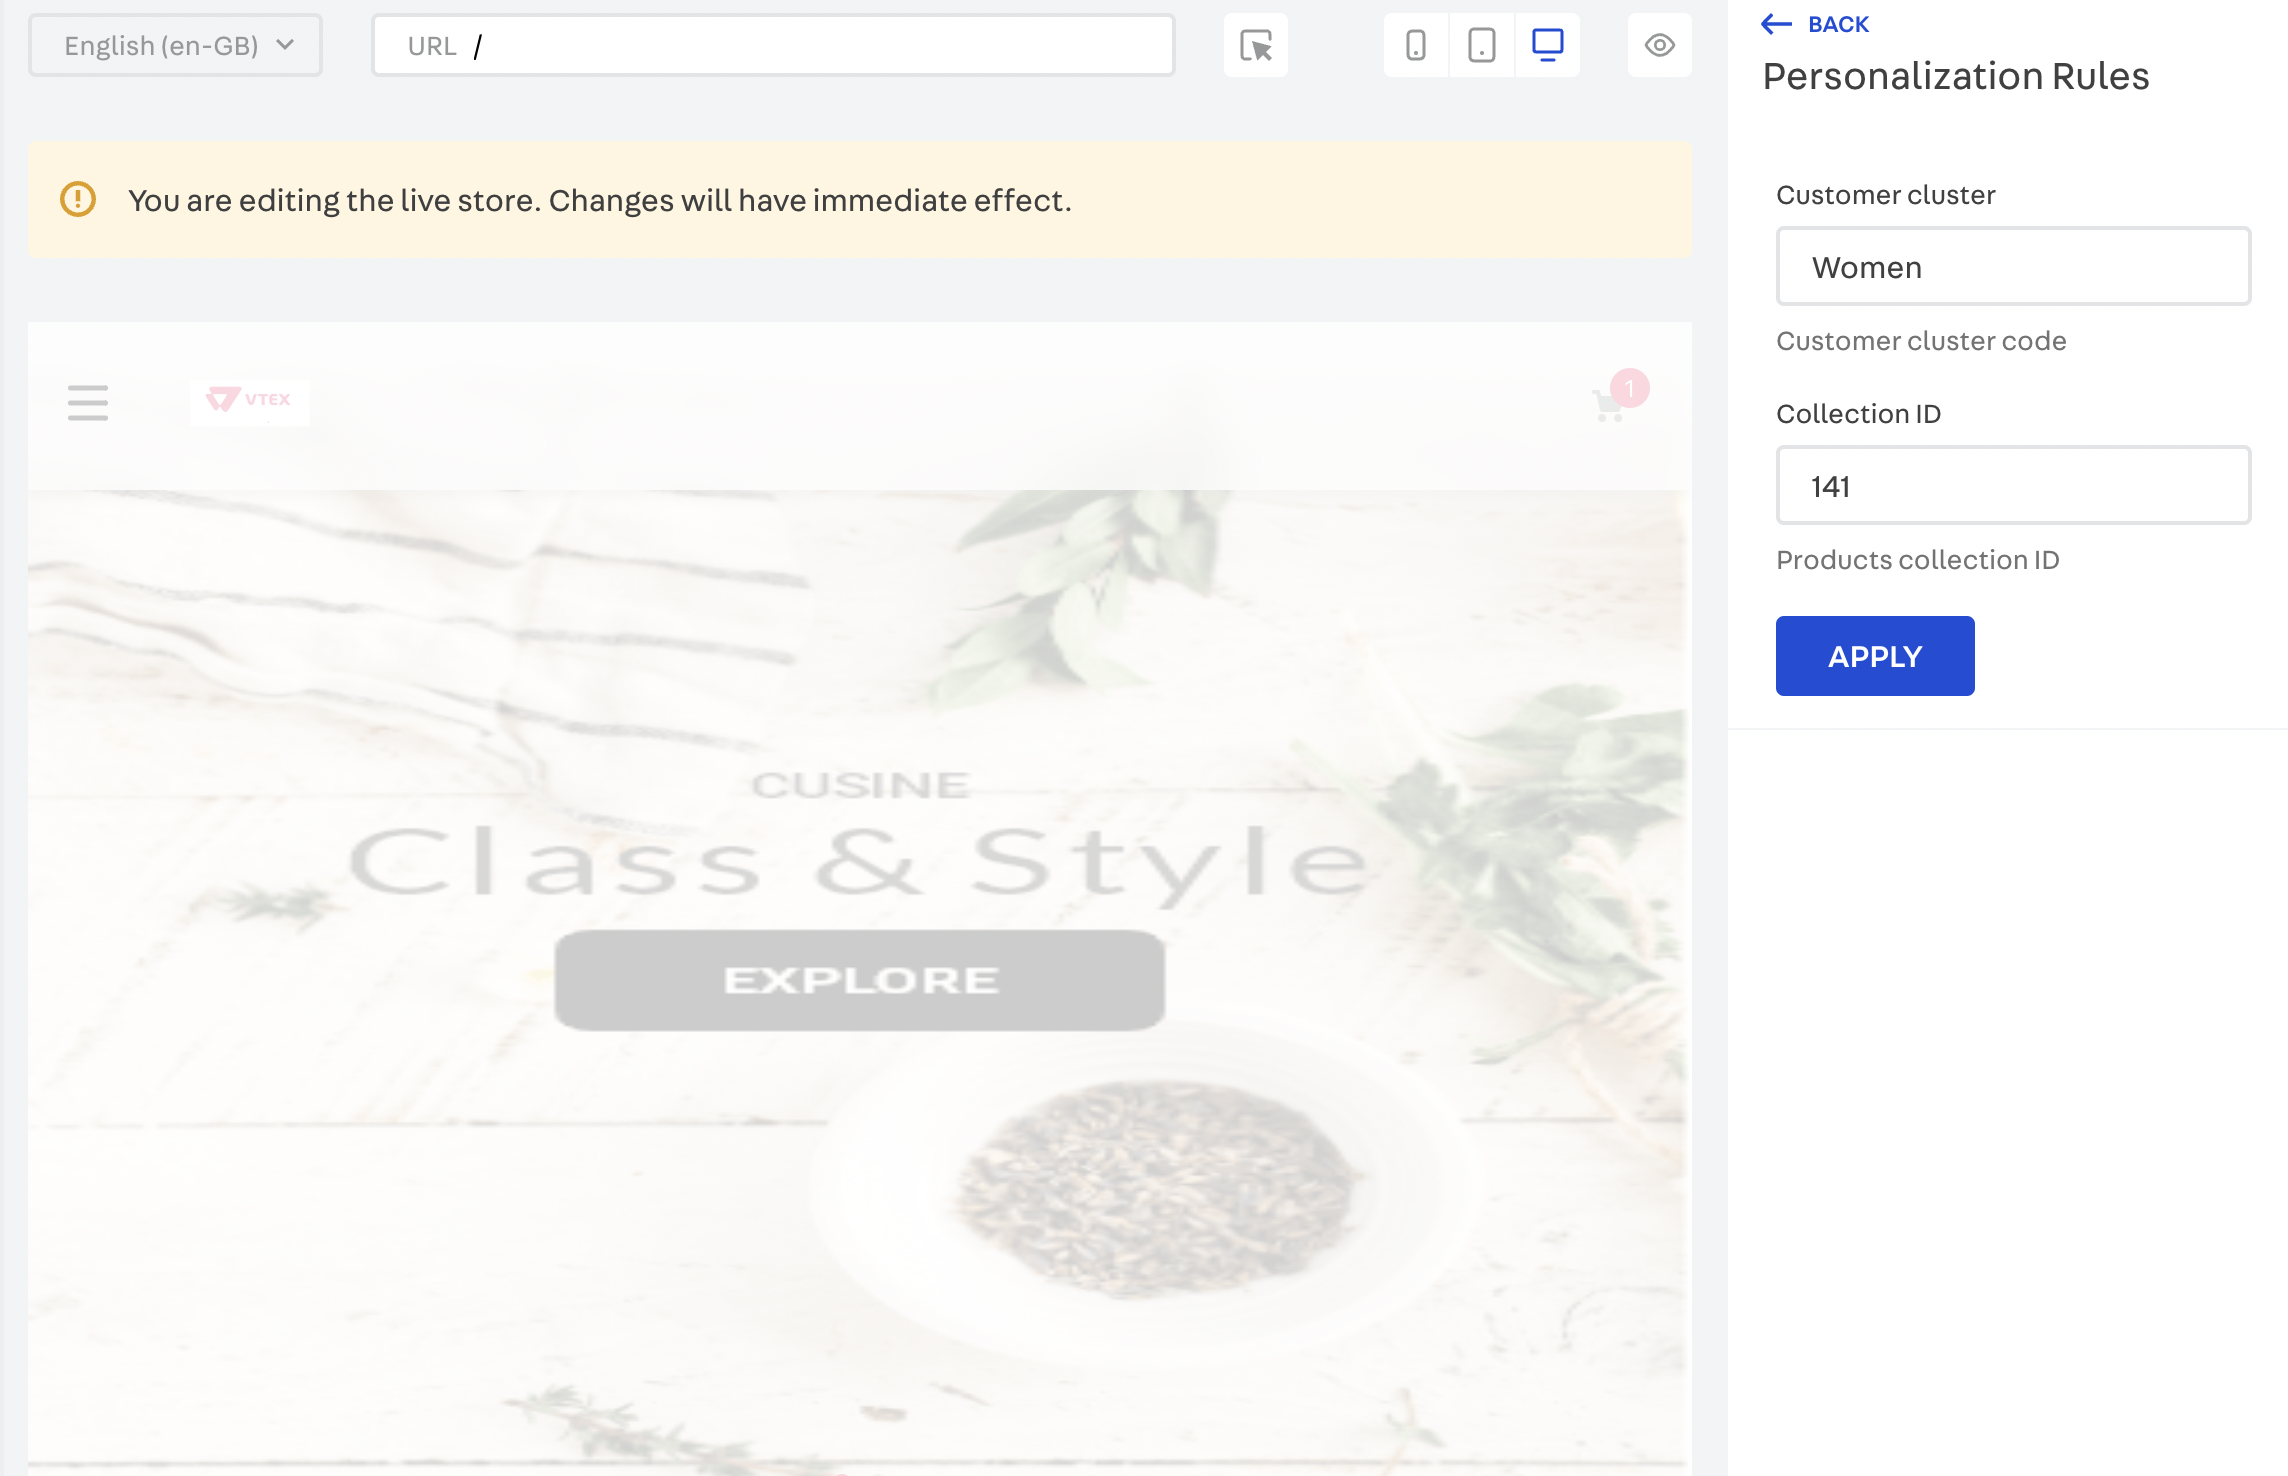 English (en-GB)
URL /
You are editing the live store. Changes will have immediate effect.
VTEX
1
CUSINE
Class & Style
EXPLORE
BACK
Personalization Rules
Customer cluster
Women
Customer cluster code
Collection ID
141
Products collection ID
APPLY